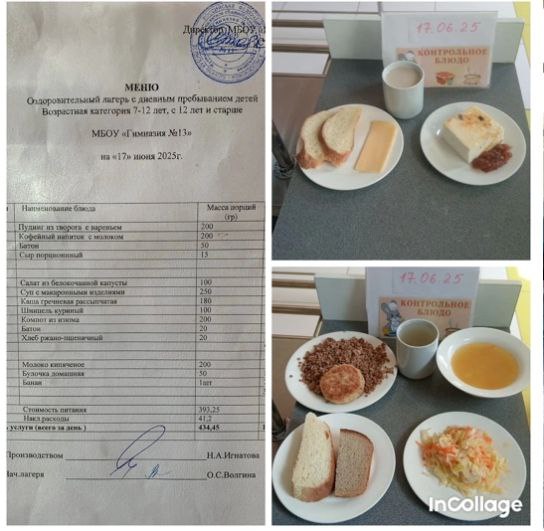 Директор МБОУ
МЕНЮ
Оздоровительный лагерь с дневным пребыванием детей
Возрастная категория 7-12 лет, с 12 лет и старше
МБОУ «Гимназия №13»
на «17» июня 2025г.
Наименование блюда Масса порций (гр)
Пудинг из творога с вареньем 200
Кофейный напиток с молоком 200
Батон 50
Сыр порционный 15
Салат из белокочанной капусты 100
Суп с макаронными изделиями 250
Каша гречневая рассыпчатая 180
Шницель куриный 100
Компот из изюма 200
Батон 20
Хлеб ржано-пшеничный 20
Молоко кипяченое 200
Булочка домашняя 50
Банан 1шт
Стоимость питания 393,25
Накл.расходы 41,2
услуги (всего за день) 434,45
Производством Н.А.Игнатова
Нач.лагеря О.С.Волгина
17.06.25
КОНТРОЛЬНОЕ
БЛЮДО
17.06.25
КОНТРОЛЬНОЕ
БЛЮДО
InCollage